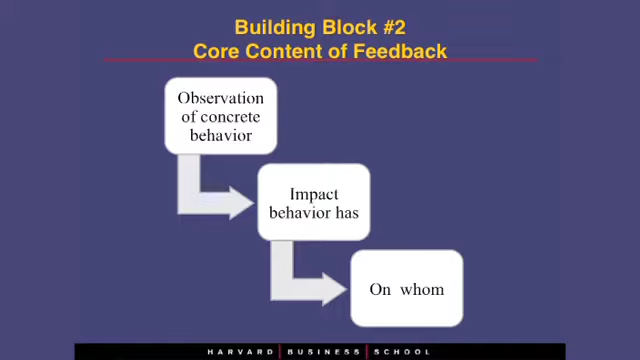 Building Block #2
Core Content of Feedback
Observation
of concrete
behavior
Impact
behavior has
On whom
HARVARD BUSINESS SCHOOL